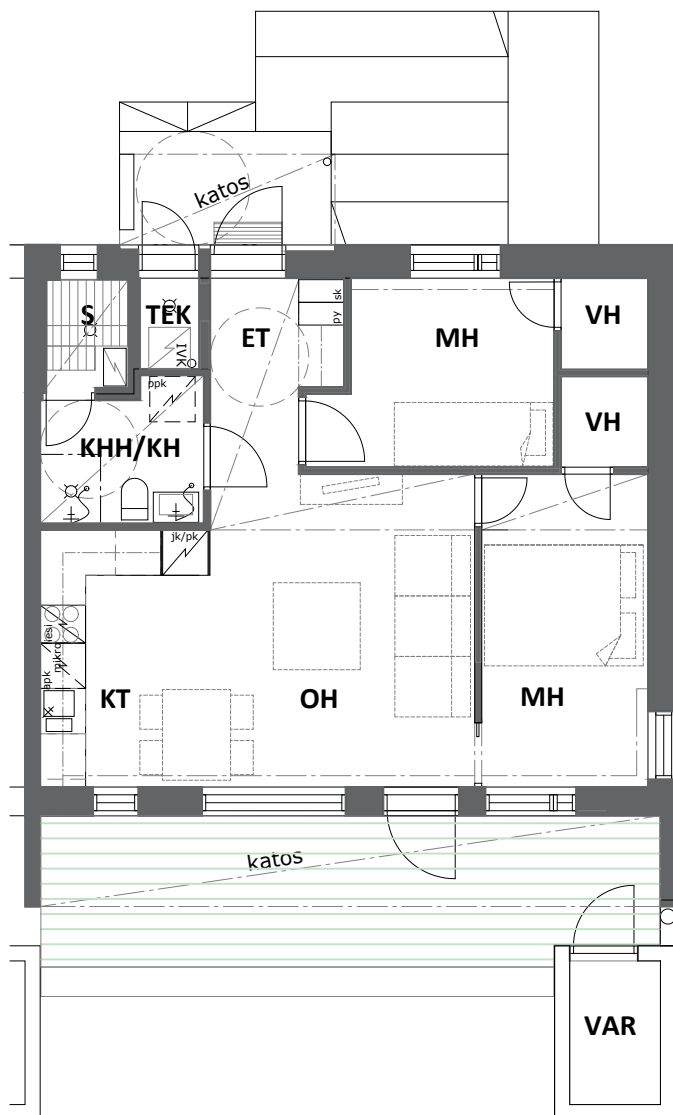 katos
S
TEK
IVK
ET
py
sk
MH
VH
VH
ppk
KHH/KH
jk/pk
liesi
mikro
apk
KT
OH
MH
katos
VAR